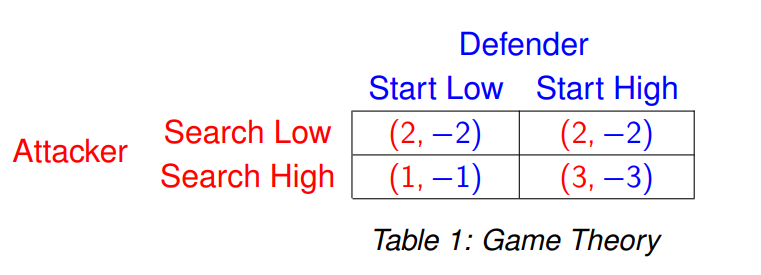 Defender
Start Low Start High
Attacker
Search Low (2, −2) (2, −2)
Search High (1, −1) (3, −3)
Table 1: Game Theory